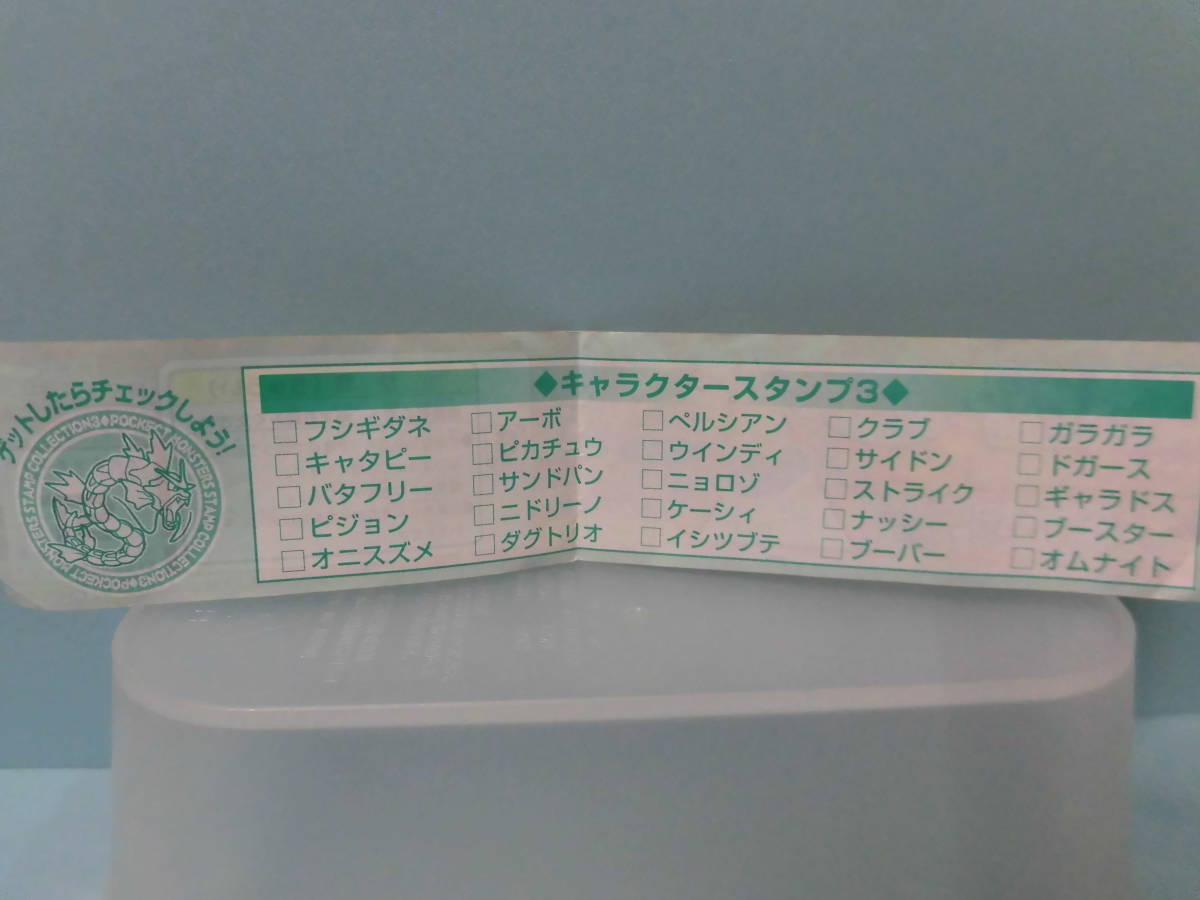 ゲットしたらチェックしよう!
STAMP COLLECTION3◆POCKECT MONSTERS STAMP COLLECTION3◆POCKECT MONSTERS
◆キャラクタースタンプ3◆
□フシギダネ
□キャタピー
□バタフリー
□ピジョン
□オニスズメ
□アーボ
□ピカチュウ
□サンドパン
□ニドリーノ
□ダグトリオ
□ペルシアン
□ウインディ
□ニョロゾ
□ケーシィ
□イシツブテ
□クラブ
□サイドン
□ストライク
□ナッシー
□ブーバー
□ガラガラ
□ドガース
□ギャラドス
□ブースター
□オムナイト